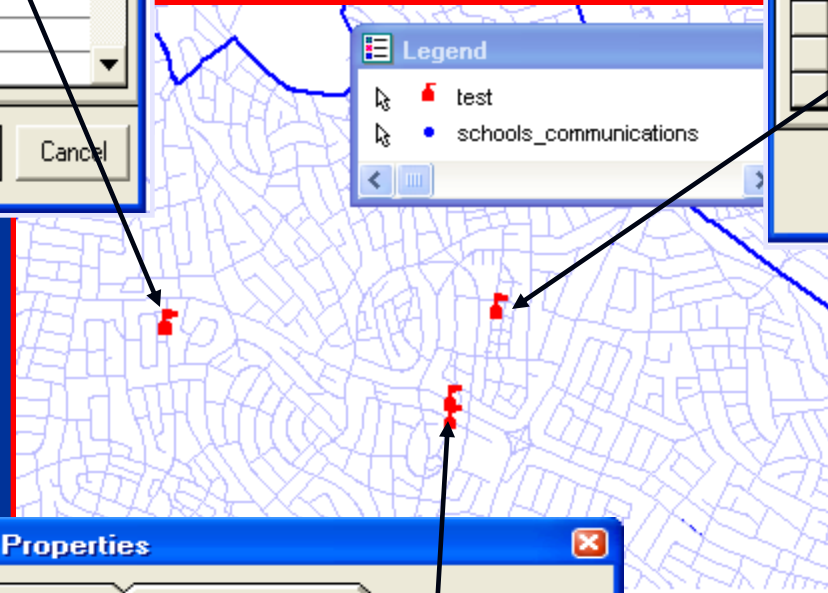 Legend
test
schools_communications
Cancel
Properties